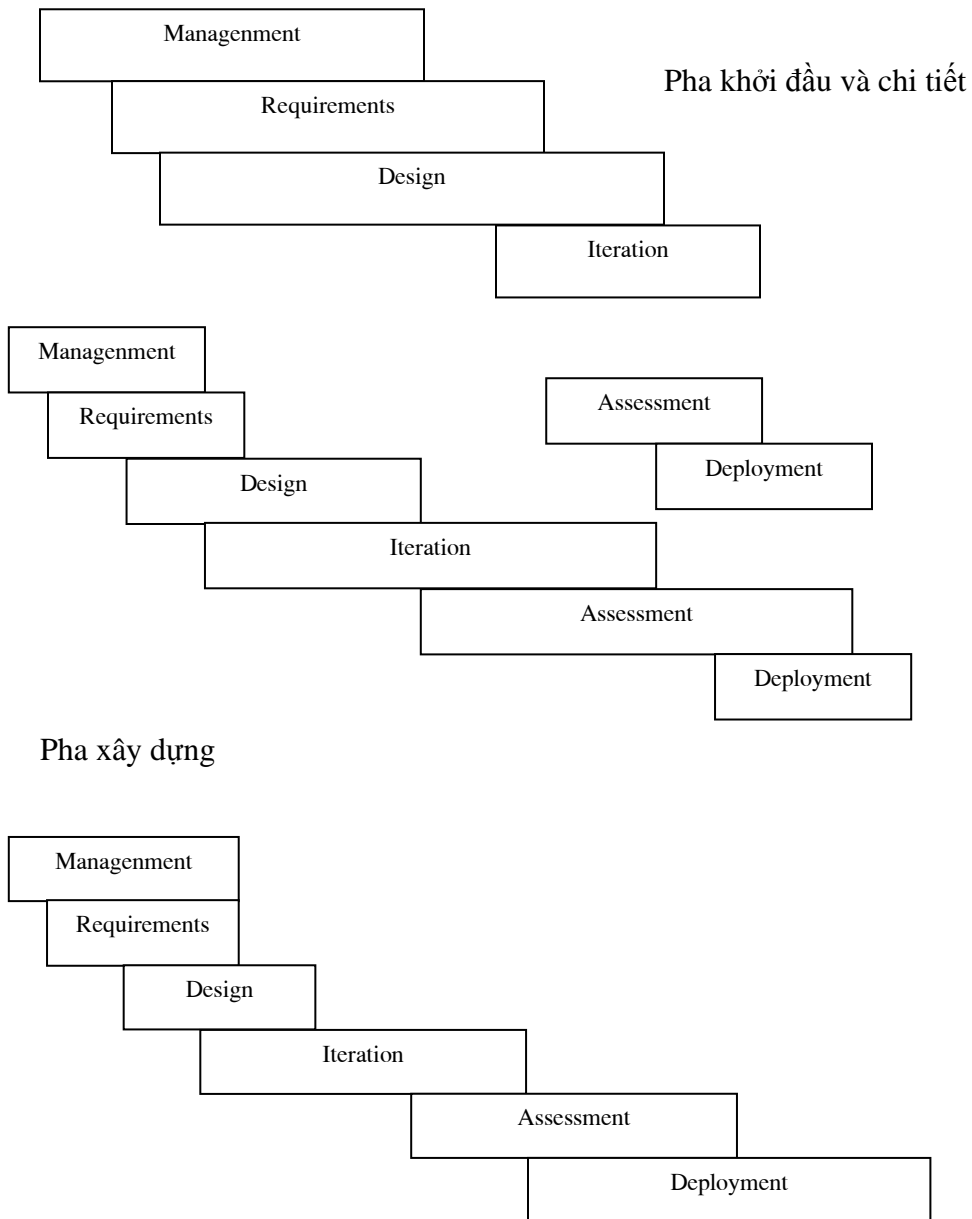 Managenment
Pha khởi đầu và chi tiết
Requirements
Design
Iteration
Managenment
Requirements
Assessment
Deployment
Design
Iteration
Assessment
Deployment
Pha xây dựng
Managenment
Requirements
Design
Iteration
Assessment
Deployment